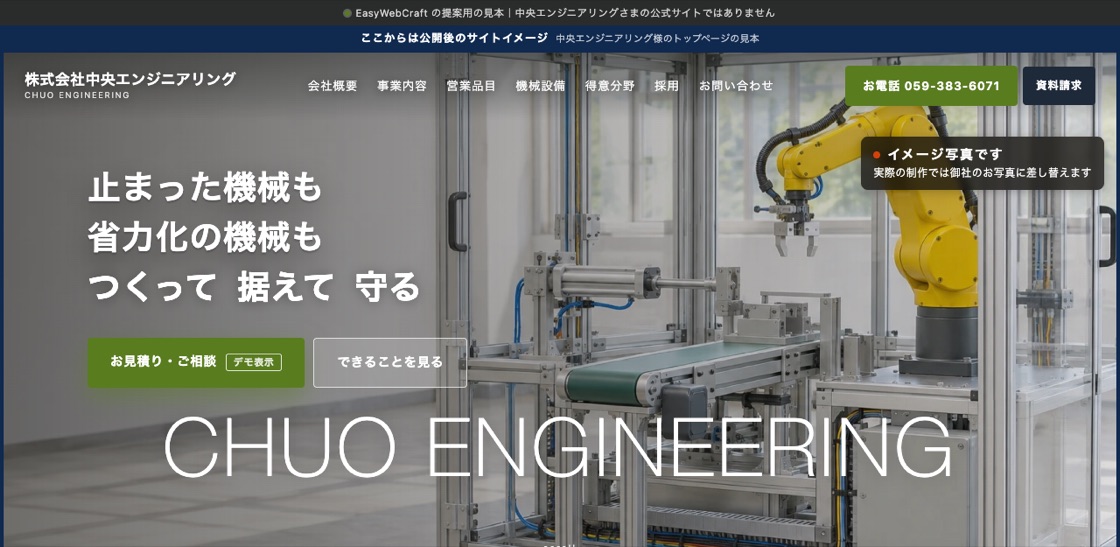 EasyWebCraft の提案用の見本｜中央エンジニアリングさまの公式サイトではありません
ここからは公開後のサイトイメージ 中央エンジニアリング様のトップページの見本
株式会社中央エンジニアリング
CHUO ENGINEERING
会社概要 事業内容 営業品目 機械設備 得意分野 採用 お問い合わせ
お電話 059-383-6071
資料請求
イメージ写真です
実際の制作では御社のお写真に差し替えます
止まった機械も
省力化の機械も
つくって 据えて 守る
お見積り・ご相談 デモ表示
できることを見る
CHUO ENGINEERING